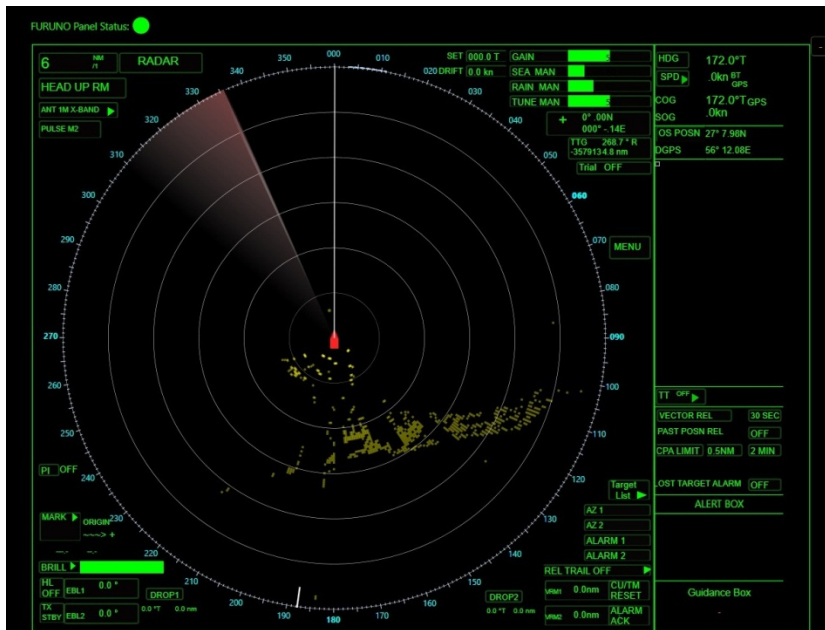 FURUNO Panel Status:
6 NM /1
RADAR
HEAD UP RM
ANT 1M X-BAND
PULSE M2
SET 000.0 T
DRIFT 0.0 kn
GAIN
SEA MAN
RAIN MAN
TUNE MAN
+ 0° .00N
000° -.14E
TTG 268.7 ° R
-3579134.8 nm
Trial OFF
MENU
HDG 172.0°T
SPD .0kn BT
GPS
COG 172.0°T GPS
SOG .0kn
OS POSN 27° 7.98N
DGPS 56° 12.08E
000
010
020
030
040
050
060
070
080
090
100
110
120
130
140
150
160
170
180
190
200
210
220
230
240
250
260
270
280
290
300
310
320
330
340
350
TT OFF
VECTOR REL 30 SEC
PAST POSN REL OFF
CPA LIMIT 0.5NM 2 MIN
LOST TARGET ALARM OFF
ALERT BOX
Guidance Box
-
PI OFF
MARK
ORIGIN
~~~> +
--.- -.-
BRILL
HL OFF
EBL1 0.0 °
TX STBY
EBL2 0.0 °
DROP1
0.0 °T 0.0 nm
Target List
AZ 1
AZ 2
ALARM 1
ALARM 2
REL TRAIL OFF
VRM1 0.0nm
CU/TM RESET
DROP2
0.0 °T 0.0 nm
VRM2 0.0nm
ALARM ACK